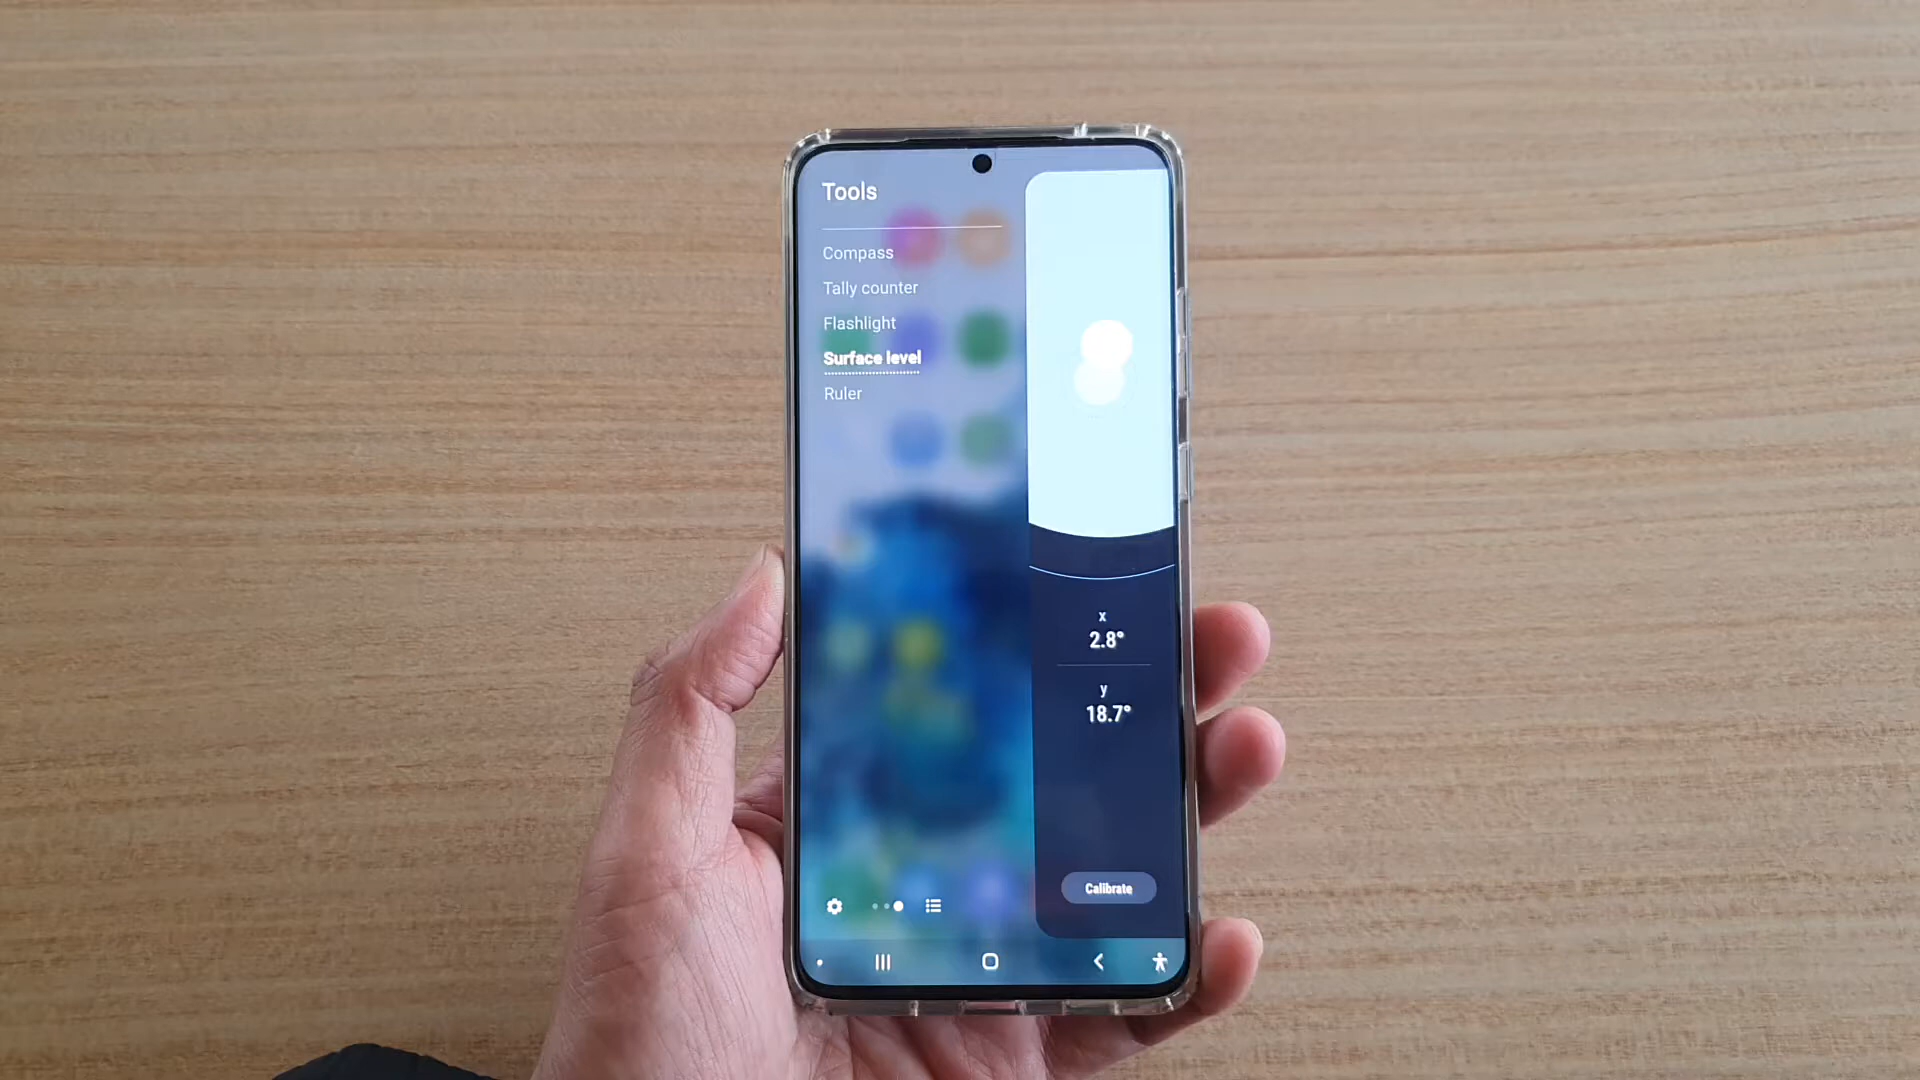 Tools
Compass
Tally counter
Flashlight
Surface level
Ruler
x
2.8°
y
18.7°
Calibrate